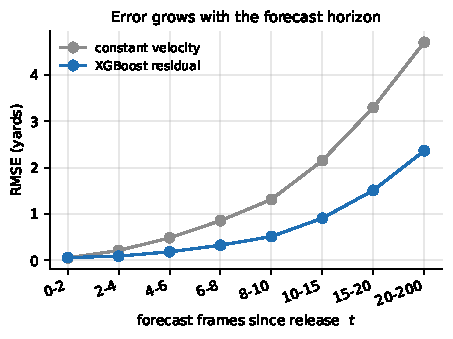 Error grows with the forecast horizon
constant velocity
XGBoost residual
RMSE (yards)
4
3
2
1
0
0-2
2-4
4-6
6-8
8-10
10-15
15-20
20-200
forecast frames since release t